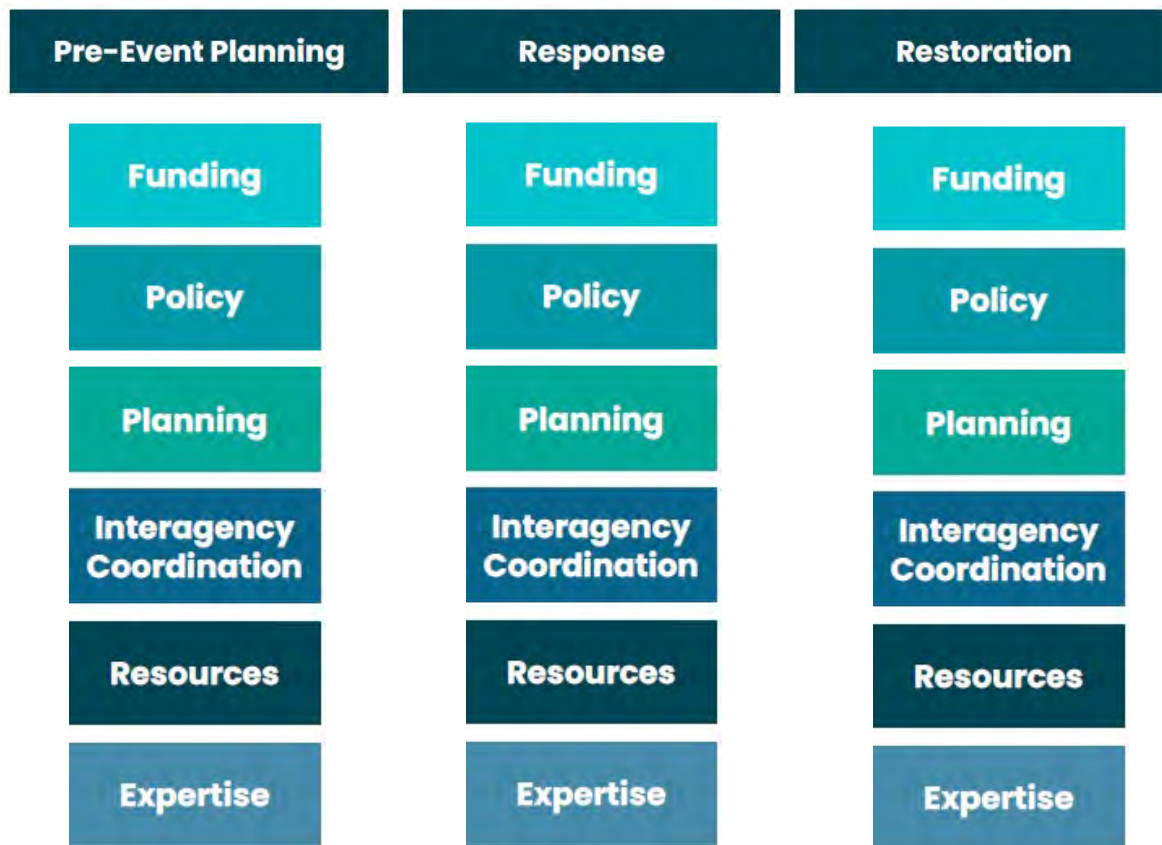 Pre-Event Planning
Response
Restoration
Funding
Funding
Funding
Policy
Policy
Policy
Planning
Planning
Planning
Interagency
Coordination
Interagency
Coordination
Interagency
Coordination
Resources
Resources
Resources
Expertise
Expertise
Expertise